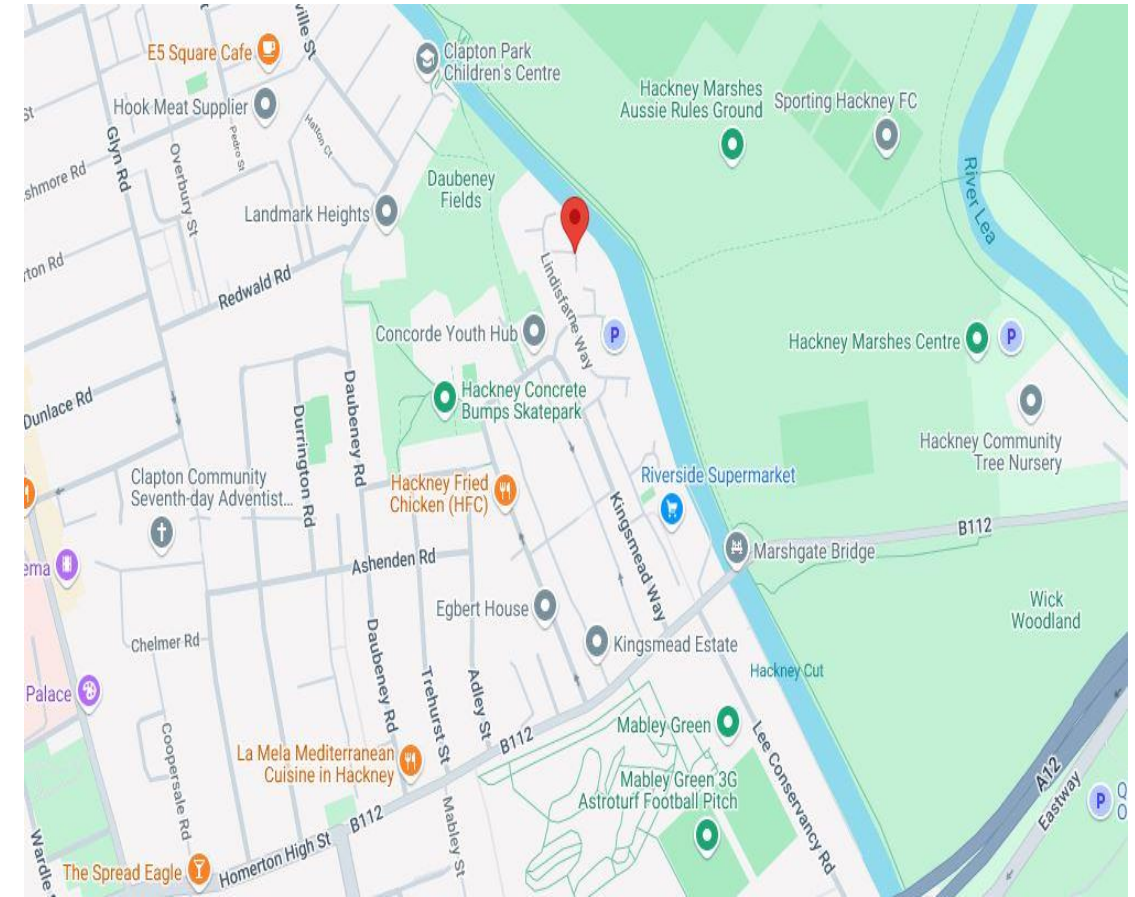 ville St
E5 Square Cafe
Clapton Park
Children's Centre
Hackney Marshes
Aussie Rules Ground
Sporting Hackney FC
Hook Meat Supplier
St
Glyn Rd
Overbury St
Pedro St
Hatton Ct
shmore Rd
Daubeney
Fields
River Lea
Landmark Heights
rton Rd
Redwald Rd
Lindisfarne Way
Concorde Youth Hub
P
Hackney Marshes Centre
P
Dunlace Rd
Durrington Rd
Daubeney Rd
Hackney Concrete
Bumps Skatepark
Hackney Community
Tree Nursery
Clapton Community
Seventh-day Adventist...
Hackney Fried
Chicken (HFC)
Riverside Supermarket
Kingsmead Way
B112
Marshgate Bridge
Ashenden Rd
ema
Egbert House
Wick
Woodland
Chelmer Rd
Kingsmead Estate
Daubeney Rd
Trehurst St
Adley St
Hackney Cut
Palace
Coopersale Rd
B112
Mabley Green
La Mela Mediterranean
Cuisine in Hackney
Mabley Green 3G
Astroturf Football Pitch
Lee Conservancy Rd
A12
Eastway
P
Q
O
B112
Mabley St
Homerton High St
The Spread Eagle
Wardle